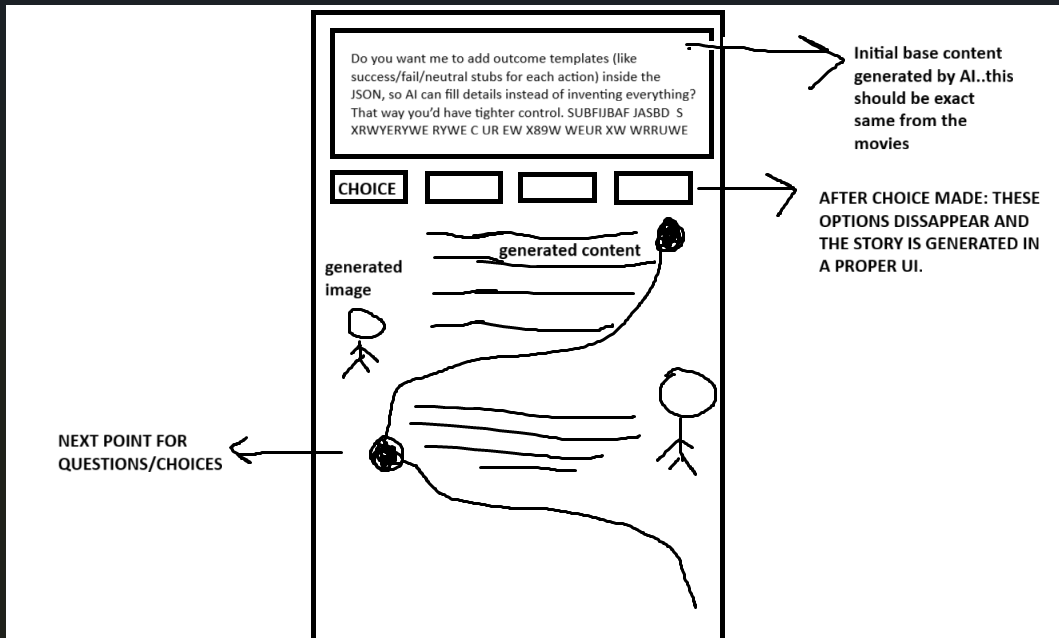 Do you want me to add outcome templates (like
success/fail/neutral stubs for each action) inside the
JSON, so AI can fill details instead of inventing everything?
That way you'd have tighter control. SUBFIJBAF JASBD S
XRWYERYWE RYWE C UR EW X89W WEUR XW WRRUWE
Initial base content
generated by AI..this
should be exact
same from the
movies
CHOICE
AFTER CHOICE MADE: THESE
OPTIONS DISSAPPEAR AND
THE STORY IS GENERATED IN
A PROPER UI.
generated content
generated
image
NEXT POINT FOR
QUESTIONS/CHOICES